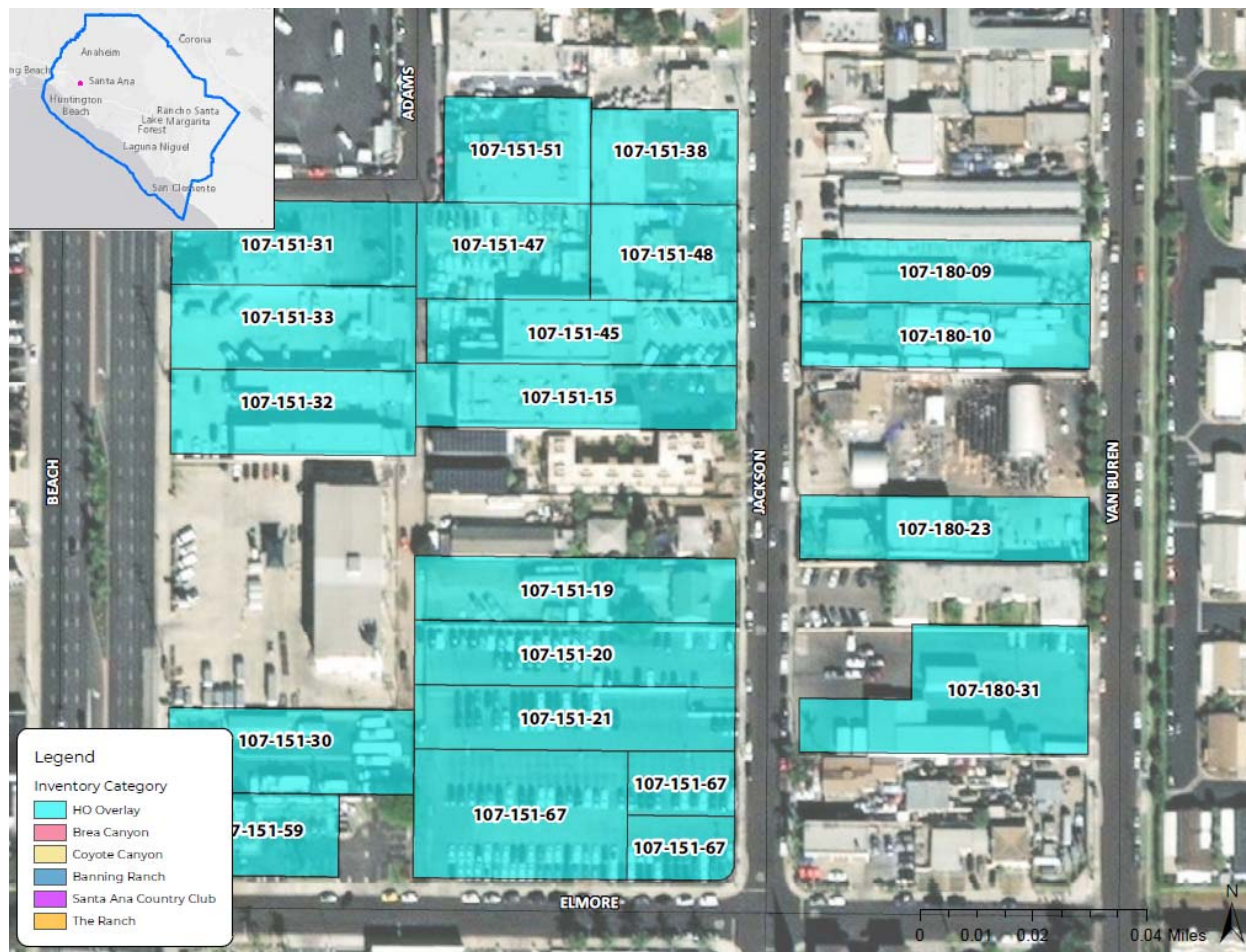 Corona
Anaheim
ng Beach
Santa Ana
Huntington
Beach
Rancho Santa
Lake Margarita
Forest
Laguna Niguel
San Clemente
ADAMS
107-151-51
107-151-38
107-151-31
107-151-47
107-151-48
107-180-09
107-151-33
107-151-45
107-180-10
107-151-32
107-151-15
BEACH
JACKSON
VAN BUREN
107-180-23
107-151-19
107-151-20
107-180-31
107-151-21
107-151-30
107-151-67
107-151-67
107-151-67
7-151-59
ELMORE
Legend
Inventory Category
HO Overlay
Brea Canyon
Coyote Canyon
Banning Ranch
Santa Ana Country Club
The Ranch
N
0 0.01 0.02 0.04 Miles